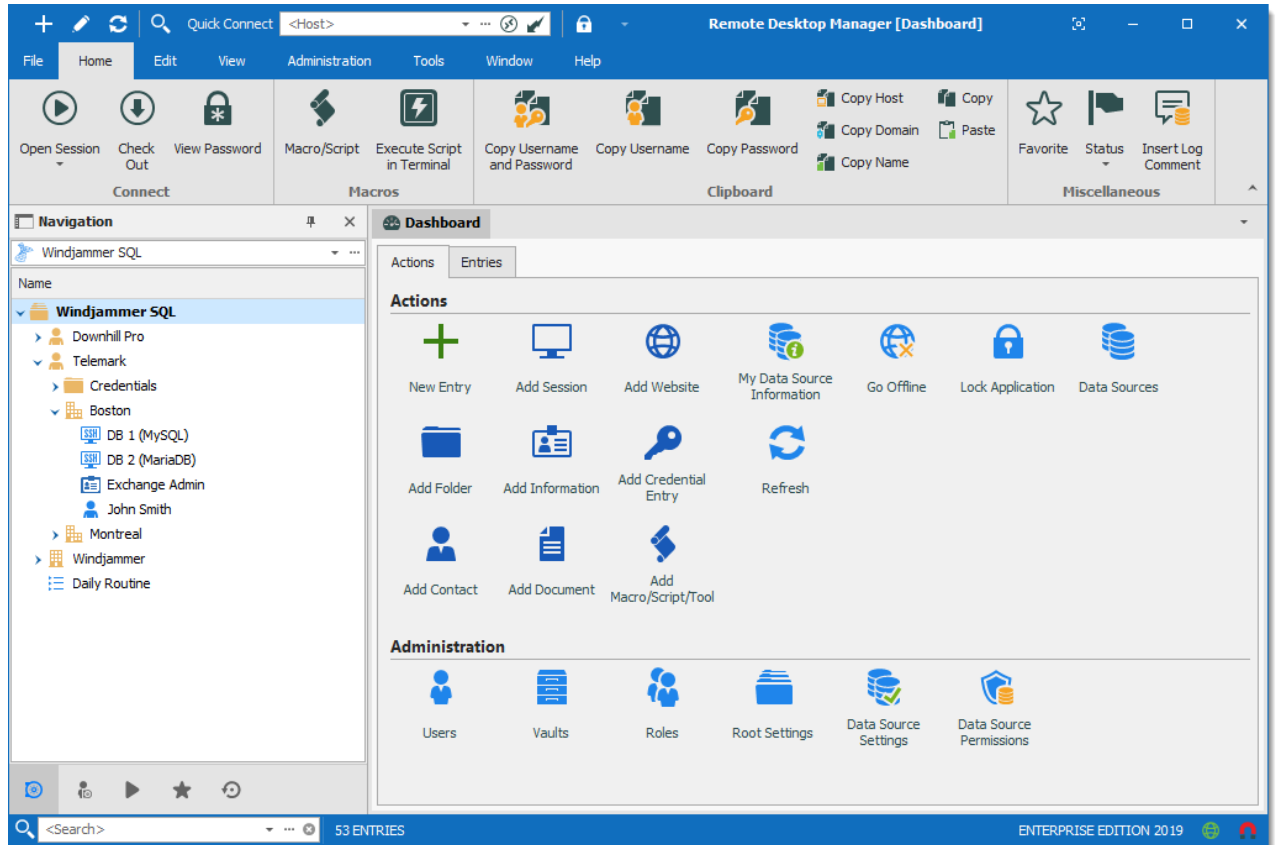 Quick Connect <Host> Remote Desktop Manager [Dashboard]
File Home Edit View Administration Tools Window Help
Open Session
Check
Out
View Password
Macro/Script
Execute Script
in Terminal
Copy Username
and Password
Copy Username
Copy Password
Copy Host
Copy Domain
Copy Name
Copy
Paste
Favorite
Status
Insert Log
Comment
Connect Macros Clipboard Miscellaneous
Navigation
Windjammer SQL
Name
Windjammer SQL
Downhill Pro
Telemark
Credentials
Boston
SSH DB 1 (MySQL)
SSH DB 2 (MariaDB)
Exchange Admin
John Smith
Montreal
Windjammer
Daily Routine
Dashboard
Actions Entries
Actions
New Entry
Add Session
Add Website
My Data Source
Information
Go Offline
Lock Application
Data Sources
Add Folder
Add Information
Add Credential
Entry
Refresh
Add Contact
Add Document
Add
Macro/Script/Tool
Administration
Users
Vaults
Roles
Root Settings
Data Source
Settings
Data Source
Permissions
<Search> 53 ENTRIES ENTERPRISE EDITION 2019